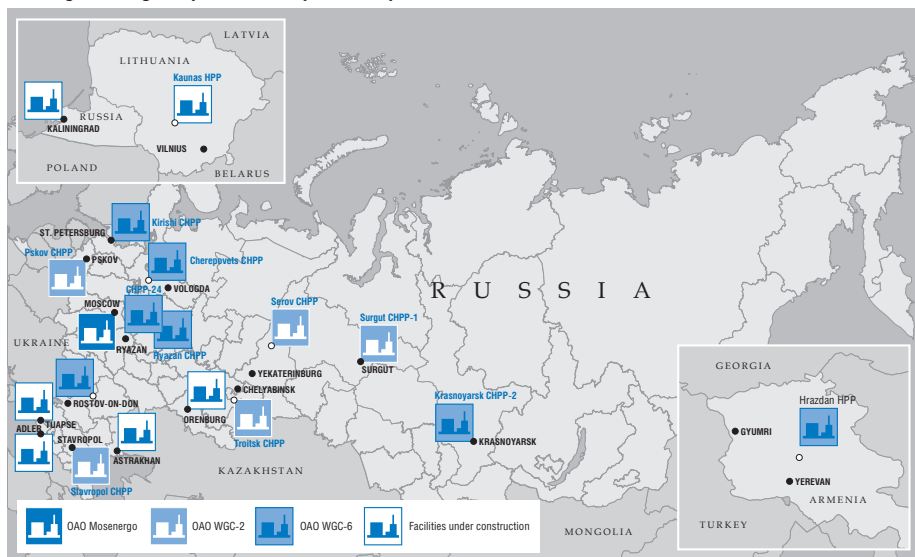 LATVIA
LITHUANIA
Kaunas HPP
RUSSIA
KALININGRAD
VILNIUS
POLAND
BELARUS
Kirishi CHPP
ST. PETERSBURG
Pskov CHPP
PSKOV
Chereppvets CHPP
CHPP-24
VOLOGDA
MOSCOW
R U S S I A
Serov CHPP
Surgut CHPP-1
UKRAINE
RYAZAN
Ryazan CHPP
SURGUT
YEKATERINBURG
CHELYABINSK
GEORGIA
Krasnoyarsk CHPP-2
Hrazdan HPP
ROSTOV-ON-DON
ORENBURG
TUAPSE
ADLER
GYUMRI
STAVROPOL
Troitsk CHPP
KRASNOYARSK
ASTRAKHAN
KAZAKHSTAN
YEREVAN
Stavropol CHPP
ARMENIA
TURKEY
MONGOLIA
OAO Mosenergo
OAO WGC-2
OAO WGC-6
Facilities under construction